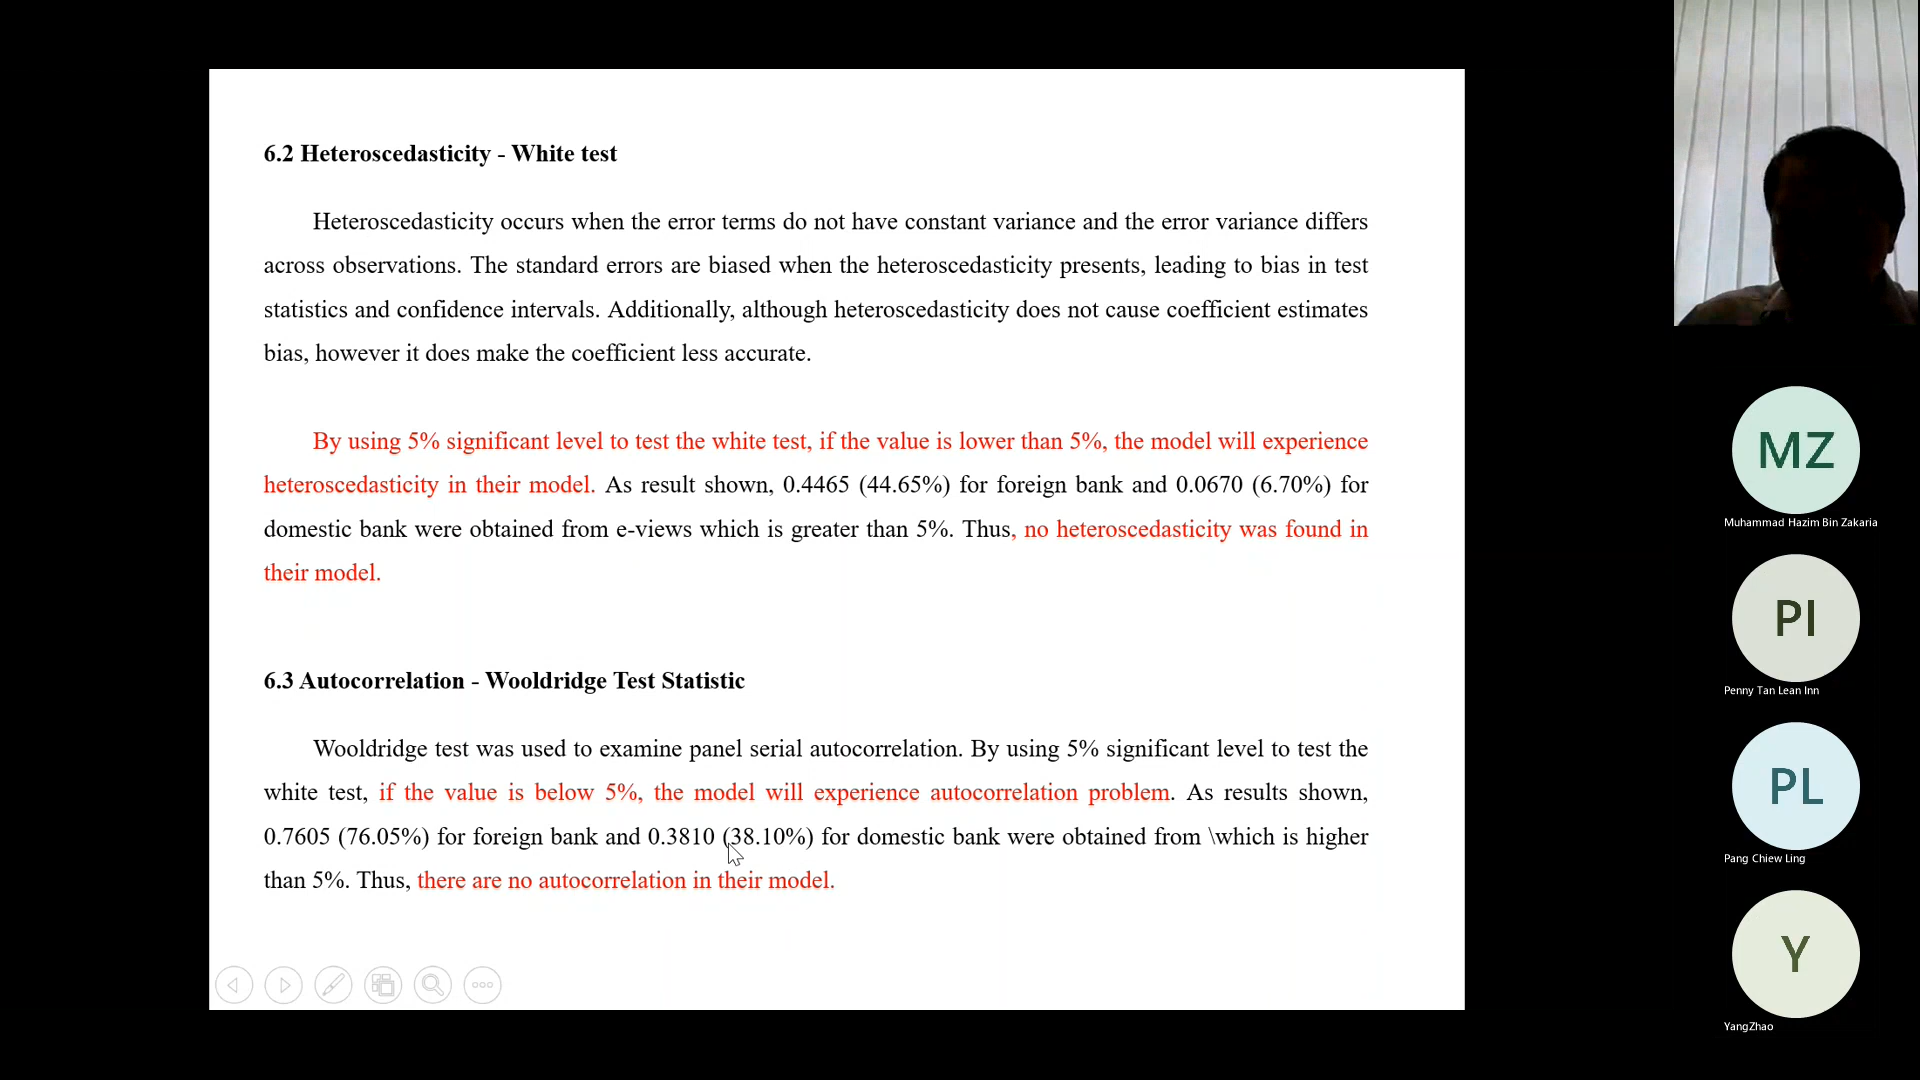 6.2 Heteroscedasticity - White test
Heteroscedasticity occurs when the error terms do not have constant variance and the error variance differs
across observations. The standard errors are biased when the heteroscedasticity presents, leading to bias in test
statistics and confidence intervals. Additionally, although heteroscedasticity does not cause coefficient estimates
bias, however it does make the coefficient less accurate.
By using 5% significant level to test the white test, if the value is lower than 5%, the model will experience
heteroscedasticity in their model. As result shown, 0.4465 (44.65%) for foreign bank and 0.0670 (6.70%) for
domestic bank were obtained from e-views which is greater than 5%. Thus, no heteroscedasticity was found in
their model.
6.3 Autocorrelation - Wooldridge Test Statistic
Wooldridge test was used to examine panel serial autocorrelation. By using 5% significant level to test the
white test, if the value is below 5%, the model will experience autocorrelation problem. As results shown,
0.7605 (76.05%) for foreign bank and 0.3810 (38.10%) for domestic bank were obtained from \which is higher
than 5%. Thus, there are no autocorrelation in their model.
MZ
Muhammad Hazim Bin Zakaria
PI
Penny Tan Lean Inn
PL
Pang Chiew Ling
Y
YangZhao